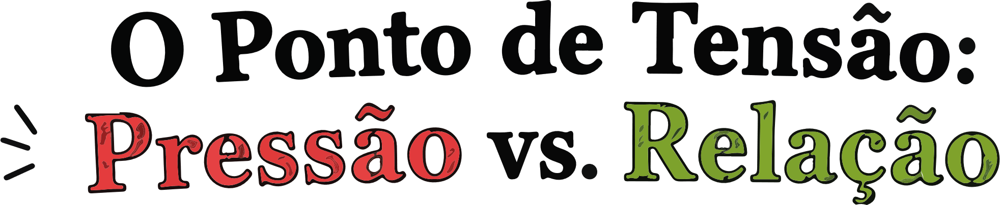 O Ponto de Tensão:
Pressão vs. Relação